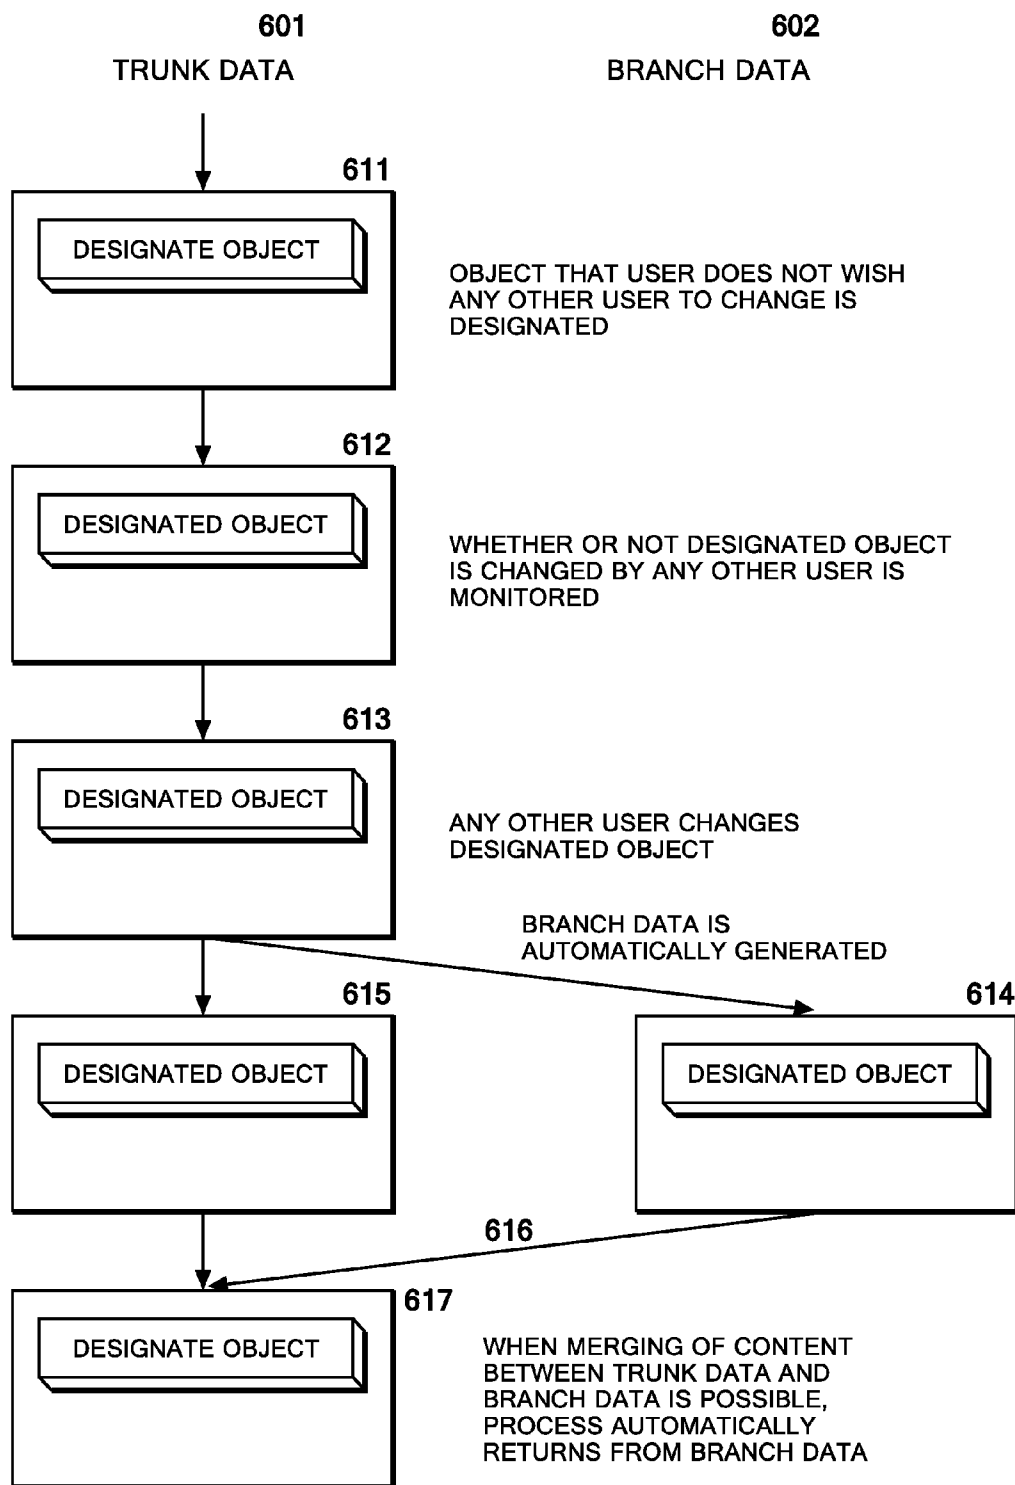 601
602
TRUNK DATA
BRANCH DATA
611
DESIGNATE OBJECT
OBJECT THAT USER DOES NOT WISH
ANY OTHER USER TO CHANGE IS
DESIGNATED
612
DESIGNATED OBJECT
WHETHER OR NOT DESIGNATED OBJECT
IS CHANGED BY ANY OTHER USER IS
MONITORED
613
DESIGNATED OBJECT
ANY OTHER USER CHANGES
DESIGNATED OBJECT
BRANCH DATA IS
AUTOMATICALLY GENERATED
615
614
DESIGNATED OBJECT
DESIGNATED OBJECT
616
617
DESIGNATE OBJECT
WHEN MERGING OF CONTENT
BETWEEN TRUNK DATA AND
BRANCH DATA IS POSSIBLE,
PROCESS AUTOMATICALLY
RETURNS FROM BRANCH DATA